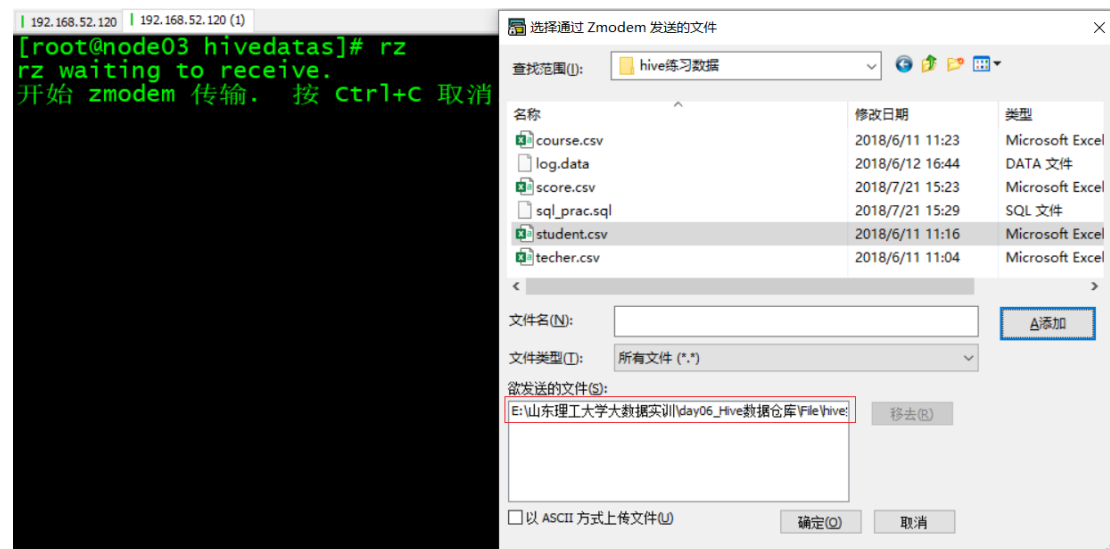 192.168.52.120
192.168.52.120 (1)
[root@node03 hivedatas]# rz
rz waiting to receive.
开始 zmodem 传输. 按 Ctrl+C 取消
选择通过 Zmodem 发送的文件
查找范围(I):
hive练习数据
名称 修改日期 类型
course.csv 2018/6/11 11:23 Microsoft Excel
log.data 2018/6/12 16:44 DATA 文件
score.csv 2018/7/21 15:23 Microsoft Excel
sql_prac.sql 2018/7/21 15:29 SQL 文件
student.csv 2018/6/11 11:16 Microsoft Excel
techer.csv 2018/6/11 11:04 Microsoft Excel
文件名(N):
A添加
文件类型(T):
所有文件 (*.*)
欲发送的文件(S):
E:\山东理工大学大数据实训\day06_Hive数据仓库\File\hive
移去(R)
以 ASCII 方式上传文件(U)
确定(O)
取消